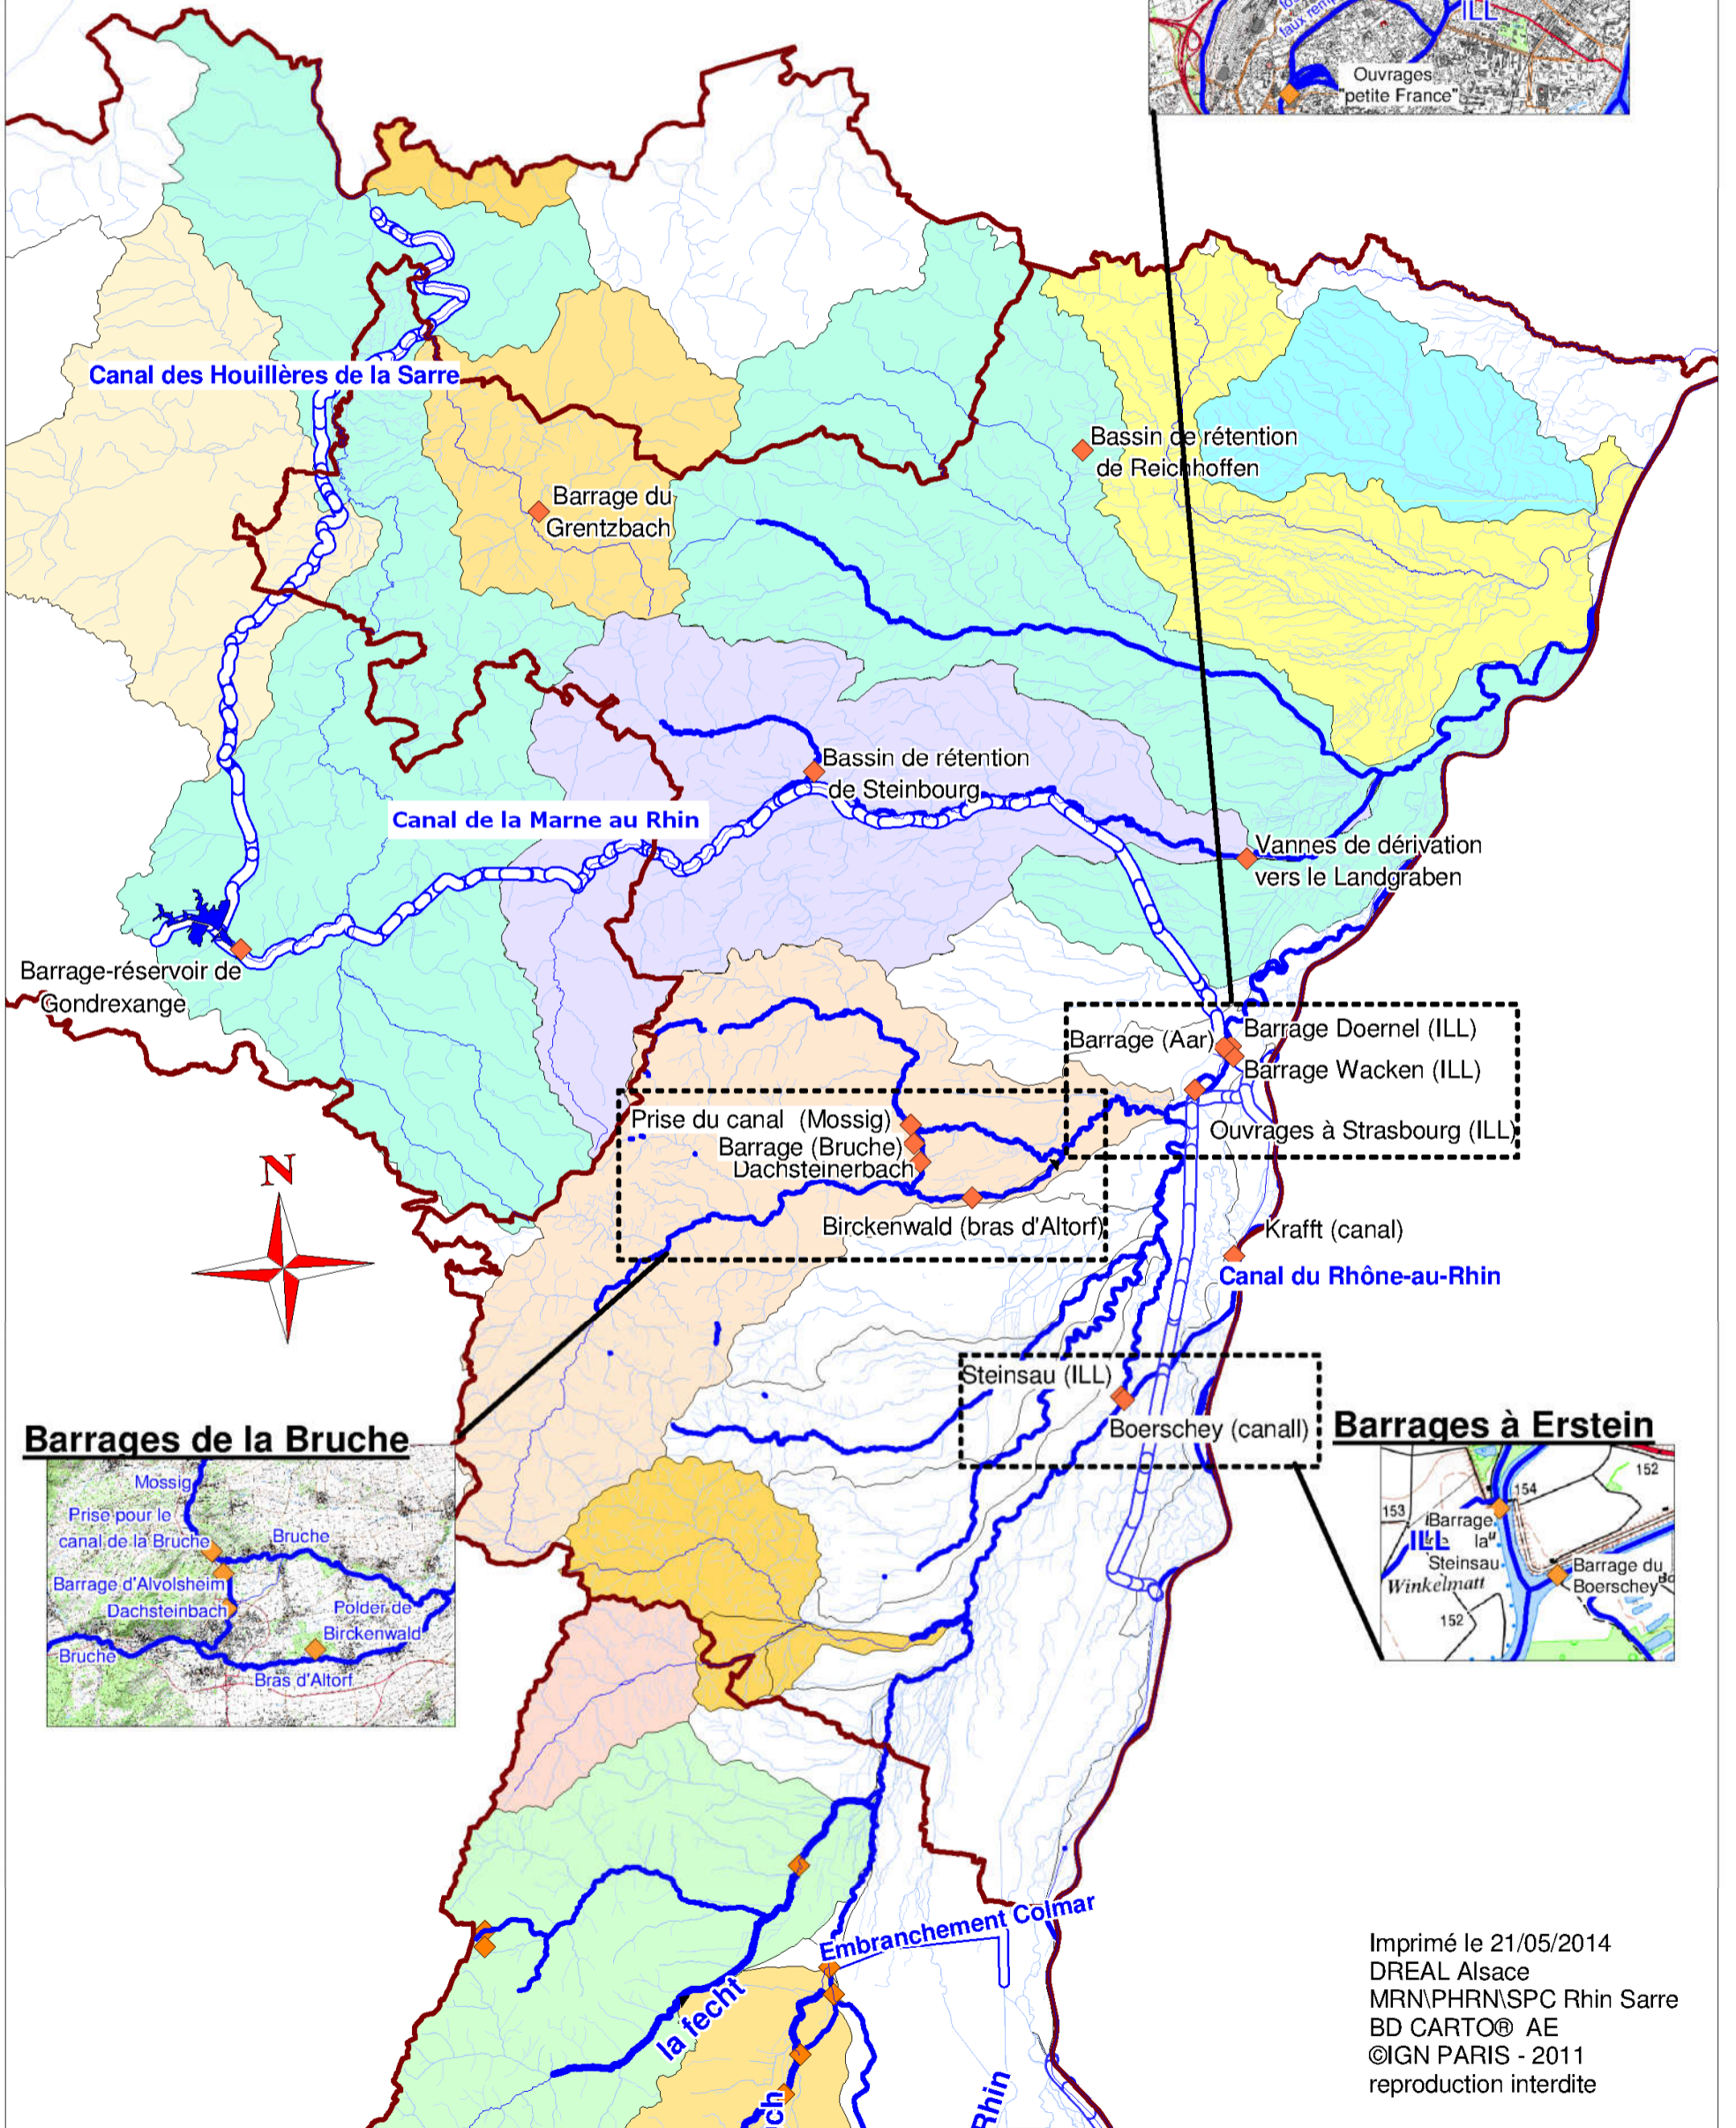 ILL
Ouvrages
"petite France"
Canal des Houillères de la Sarre
Bassin de rétention
de Reichhoffen
Barrage du
Grentzbach
Bassin de rétention
de Steinbourg
Canal de la Marne au Rhin
Vannes de dérivation
vers le Landgraben
Barrage-réservoir de
Gondrexange
Barrage (Aar)
Barrage Doernel (ILL)
Barrage Wacken (ILL)
Ouvrages à Strasbourg (ILL)
Prise du canal (Mossig)
Barrage (Bruche)
Dachsteinerbach
Birckenwald (bras d'Altorf)
N
Krafft (canal)
Canal du Rhône-au-Rhin
Steinsau (ILL)
Boerschey (canall)
Barrages de la Bruche
Mossig
Prise pour le
canal de la Bruche
Bruche
Barrage d'Alvolsheim
Dachsteinbach
Polder de
Birckenwald
Bruche
Bras d'Altorf
Barrages à Erstein
152
154
153
Barrage
ILL
la
Steinsau
Winkelmatt
Barrage du
Boerschey
152
Embranchement Colmar
la fecht
ch
Rhin
Imprimé le 21/05/2014
DREAL Alsace
MRN\PHRN\SPC Rhin Sarre
BD CARTO® AE
©IGN PARIS - 2011
reproduction interdite